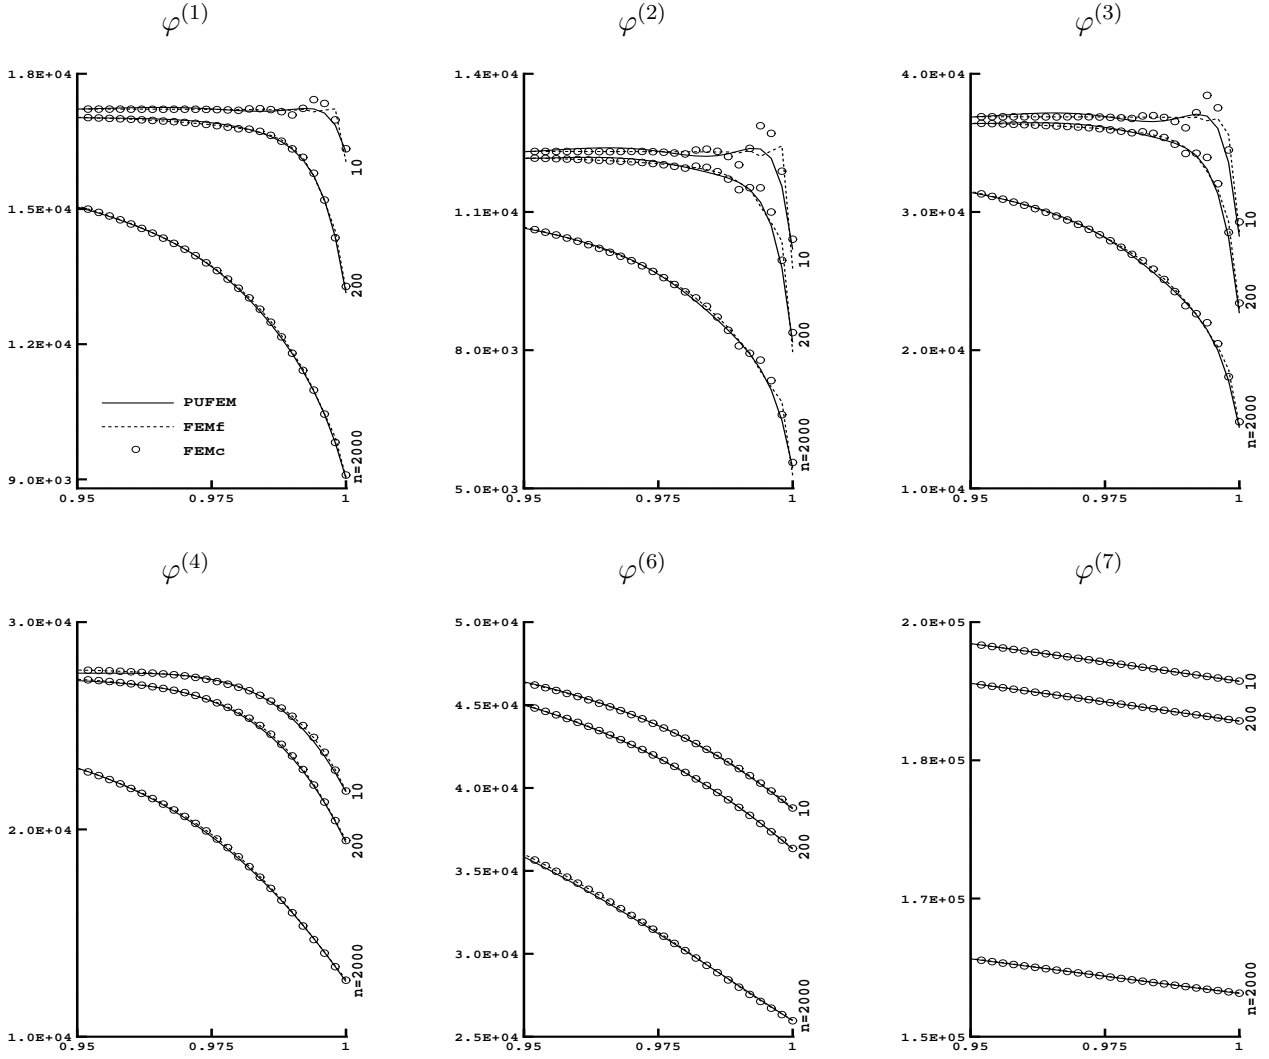 φ(1)
φ(2)
φ(3)
1.8E+04
1.5E+04
1.2E+04
9.0E+03
0.95
0.975
1
10
200
n=2000
PUFEM
FEMf
FEMc
1.4E+04
1.1E+04
8.0E+03
5.0E+03
0.95
0.975
1
10
200
n=2000
4.0E+04
3.0E+04
2.0E+04
1.0E+04
0.95
0.975
1
10
200
n=2000
φ(4)
φ(6)
φ(7)
3.0E+04
2.0E+04
1.0E+04
0.95
0.975
1
10
200
n=2000
5.0E+04
4.5E+04
4.0E+04
3.5E+04
3.0E+04
2.5E+04
0.95
0.975
1
10
200
n=2000
2.0E+05
1.8E+05
1.7E+05
1.5E+05
0.95
0.975
1
10
200
n=2000